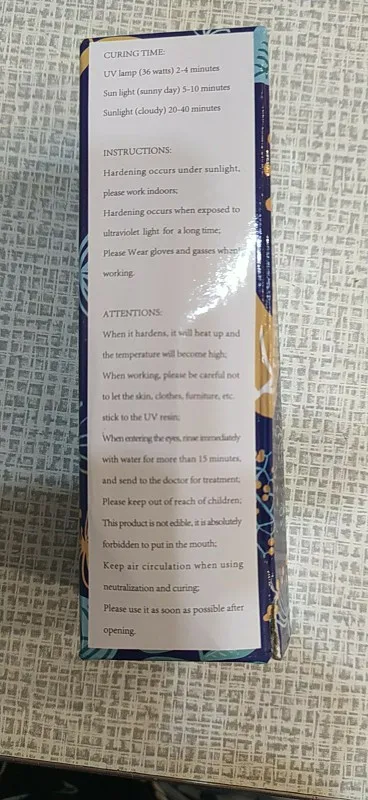 CURING TIME:
UV lamp (36 watts) 2-4 minutes
Sun light (sunny day) 5-10 minutes
Sunlight (cloudy) 20-40 minutes
INSTRUCTIONS:
Hardening occurs under sunlight,
please work indoors;
Hardening occurs when exposed to
ultraviolet light for a long time;
Please Wear gloves and gasses when
working.
ATTENTIONS:
When it hardens, it will heat up and
the temperature will become high;
When working, please be careful not
to let the skin, clothes, furniture, etc.
stick to the UV resin;
When entering the eyes, rinse immediately
with water for more than 15 minutes,
and send to the doctor for treatment;
Please keep out of reach of children;
This product is not edible, it is absolutely
forbidden to put in the mouth;
Keep air circulation when using
neutralization and curing;
Please use it as soon as possible after
opening.